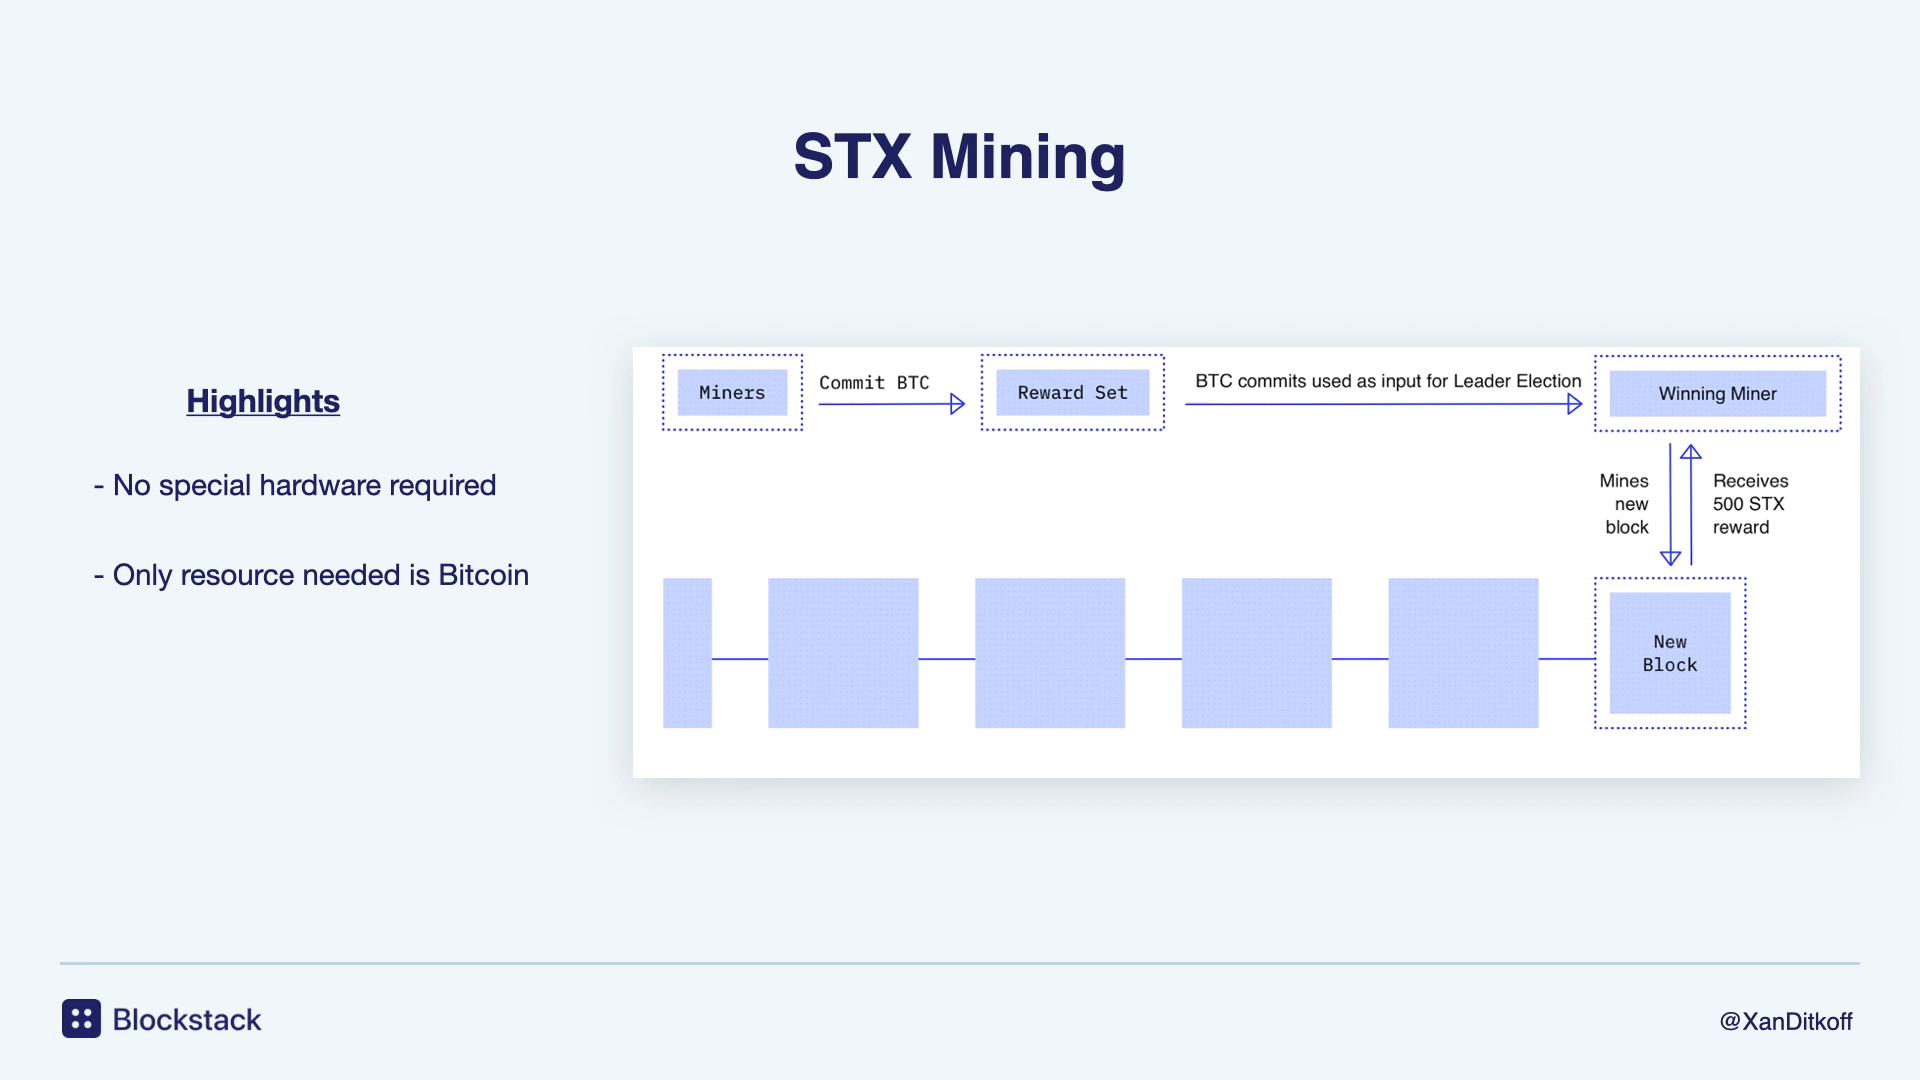 STX Mining
Highlights
- No special hardware required
- Only resource needed is Bitcoin
Miners
Commit BTC
Reward Set
BTC commits used as input for Leader Election
Winning Miner
Mines
new
block
Receives
500 STX
reward
New
Block
Blockstack
@XanDitkoff